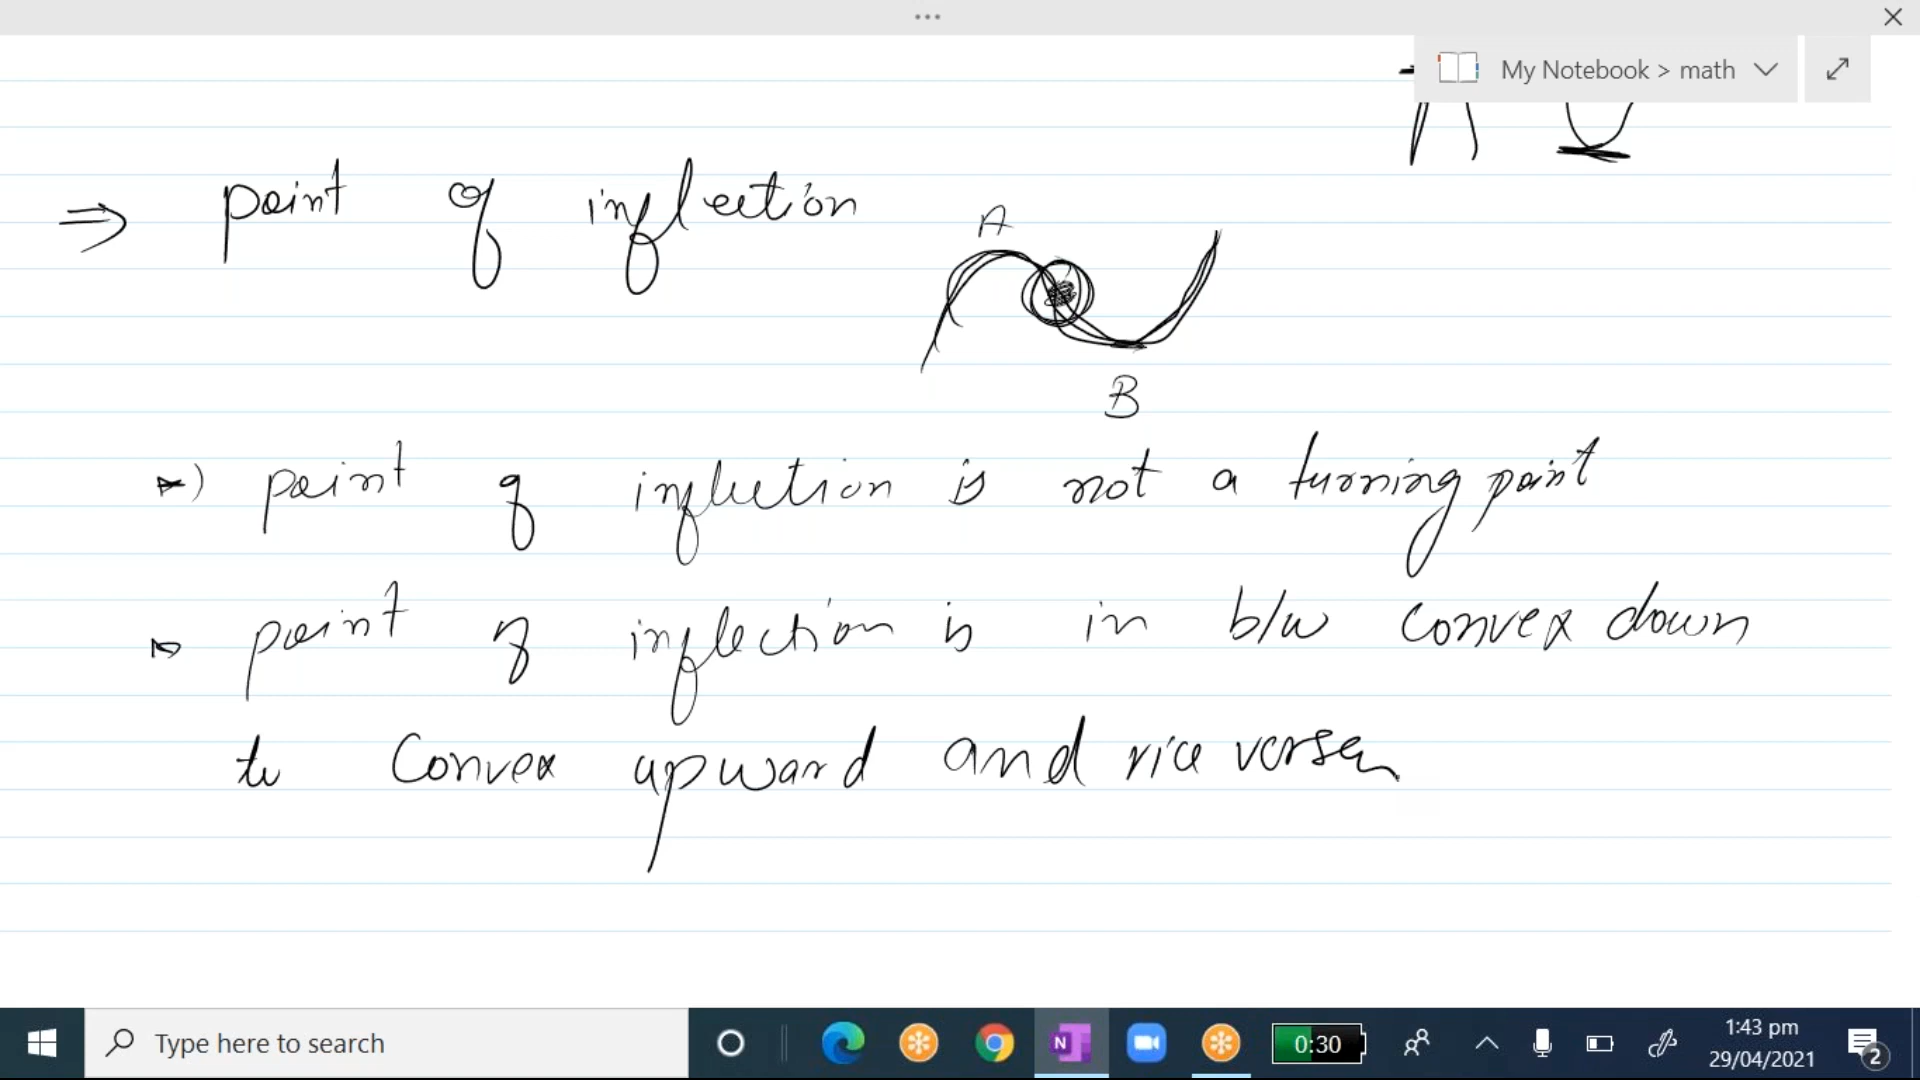 My Notebook > math
⇒ point of inflection
A
B
point of inflection is not a turning point
point of inflection is in b/w convex down
to convex upward and vice versa
Type here to search
N
0:30
1:43 pm
29/04/2021
2